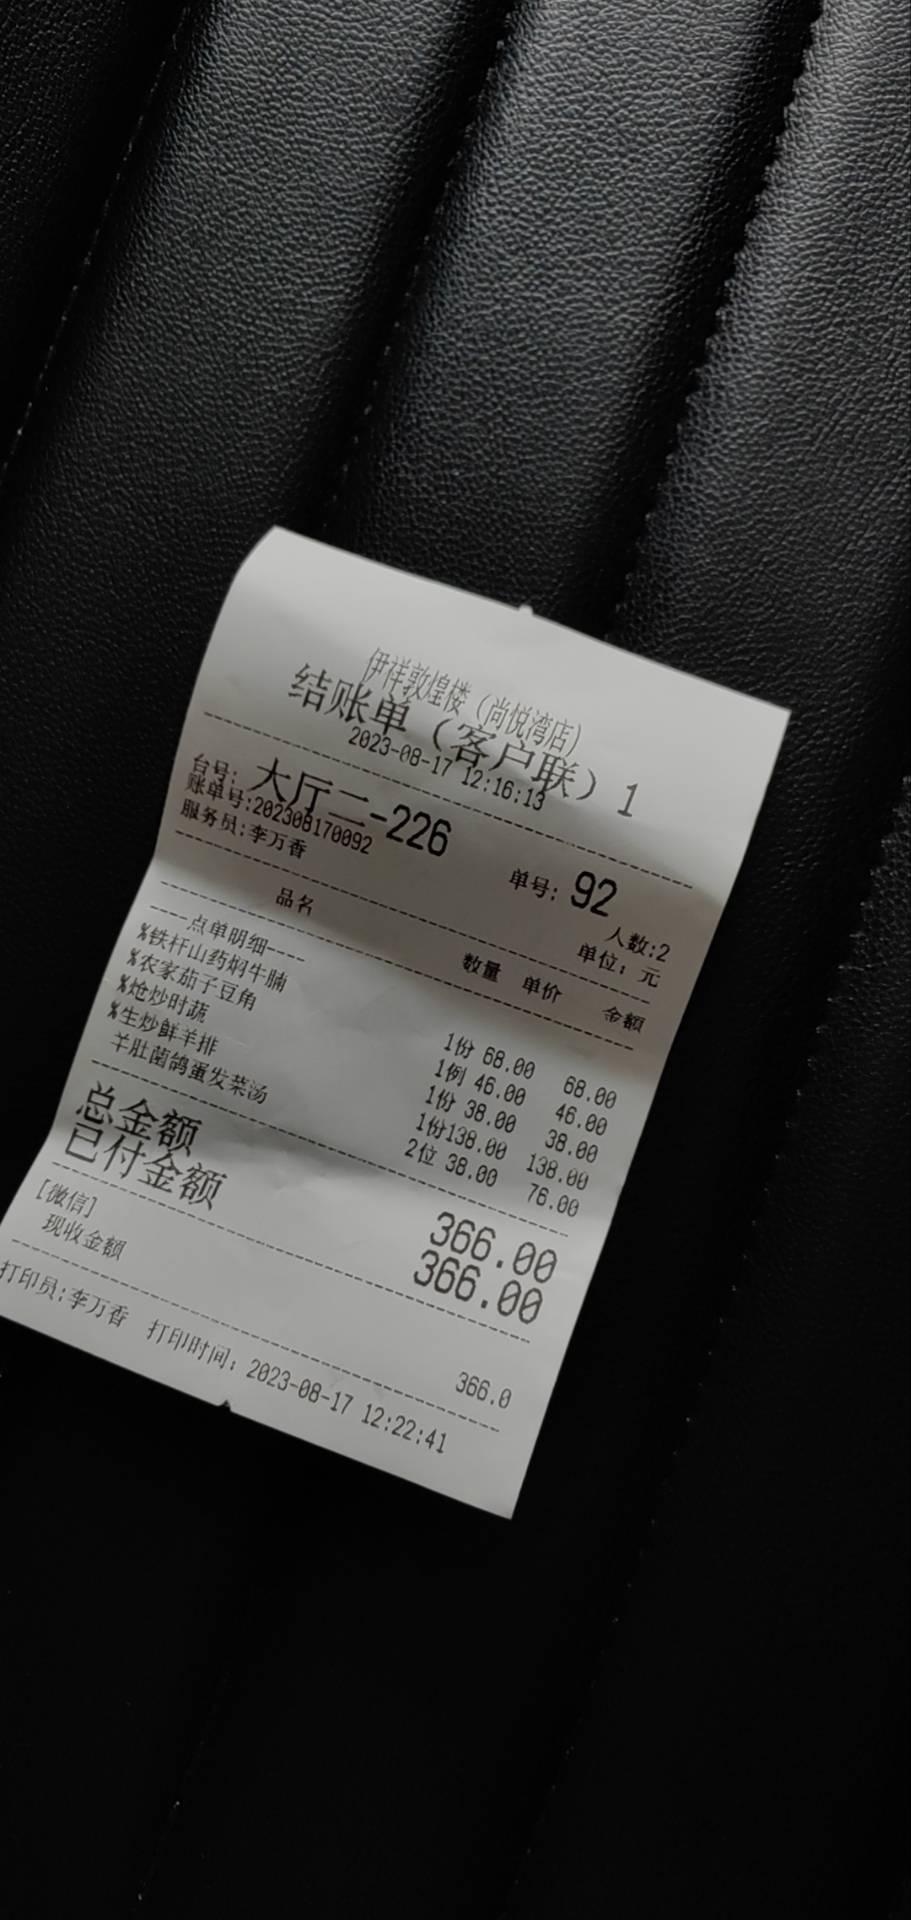 伊祥敦煌楼（尚悦湾店）
结账单（客户联）1
2023-08-17 12:16:13
台号: 大厅二-226 单号: 92
账单号:202308170092 人数:2
服务员:李万香 单位: 元
品名 数量 单价 金额
----点单明细----
%铁杆山药焖牛腩 1份 68.00 68.00
%农家茄子豆角 1例 46.00 46.00
%炝炒时蔬 1份 38.00 38.00
%生炒鲜羊排 1份138.00 138.00
羊肚菌鸽蛋发菜汤 2位 38.00 76.00
总金额 366.00
已付金额 366.00
[微信]
现收金额 366.0
打印员:李万香 打印时间: 2023-08-17 12:22:41